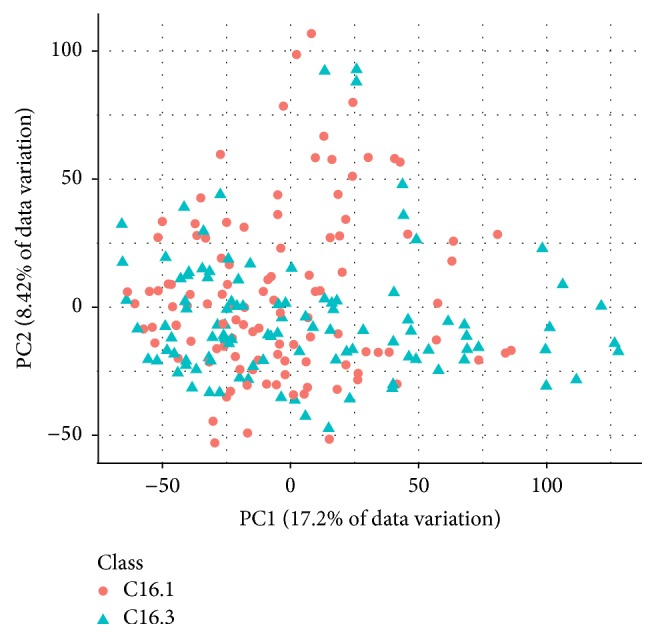 100
50
0
−50
PC2 (8.42% of data variation)
−50 0 50 100
PC1 (17.2% of data variation)
Class
C16.1
C16.3